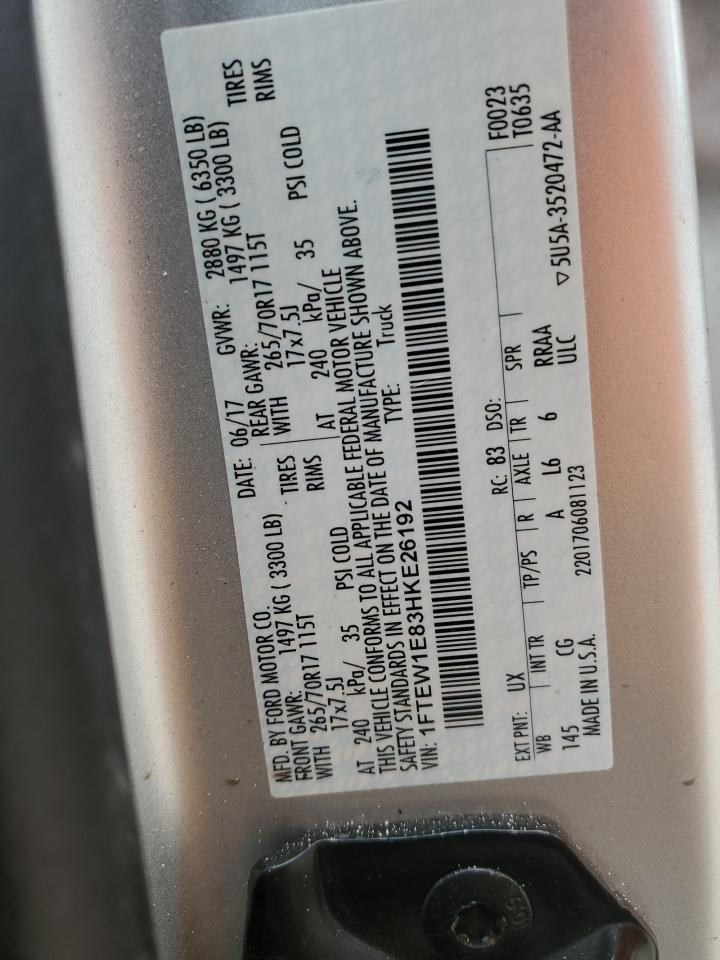 MFD. BY FORD MOTOR CO.
DATE: 06/17 GVWR: 2880 KG ( 6350 LB)
FRONT GAWR: 1497 KG ( 3300 LB)
REAR GAWR: 1497 KG ( 3300 LB)
WITH 265/70R17 115T TIRES
WITH 265/70R17 115T TIRES
17x7.5J RIMS
17x7.5J RIMS
AT 240 kPa/ 35 PSI COLD
AT 240 kPa/ 35 PSI COLD
THIS VEHICLE CONFORMS TO ALL APPLICABLE FEDERAL MOTOR VEHICLE
SAFETY STANDARDS IN EFFECT ON THE DATE OF MANUFACTURE SHOWN ABOVE.
VIN: 1FTEW1E83HKE26192 TYPE: Truck
F0023
T0635
EXT PNT: UX RC: 83 DSO:
WB INT TR TP/PS R AXLE TR SPR
145 CG A L6 6 RRAA
MADE IN U.S.A. 2201706081123 ULC
▽ 5U5A-3520472-AA
59